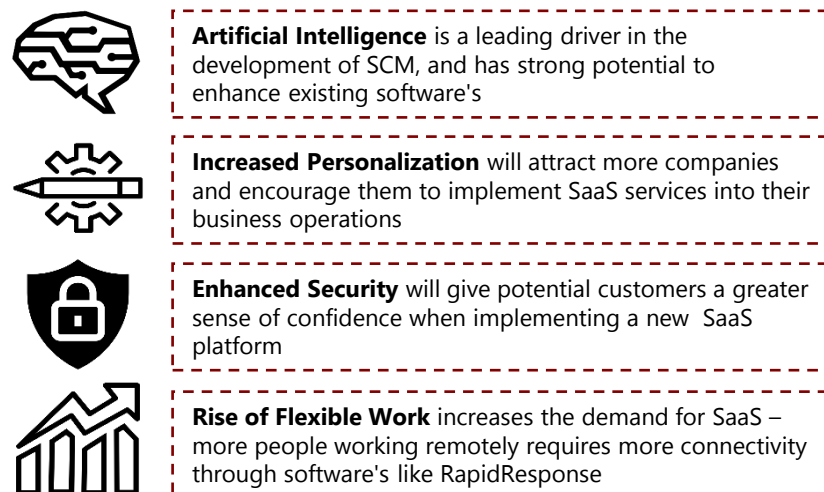 Artificial Intelligence is a leading driver in the
development of SCM, and has strong potential to
enhance existing software's
Increased Personalization will attract more companies
and encourage them to implement SaaS services into their
business operations
Enhanced Security will give potential customers a greater
sense of confidence when implementing a new  SaaS
platform
Rise of Flexible Work increases the demand for SaaS –
more people working remotely requires more connectivity
through software's like RapidResponse